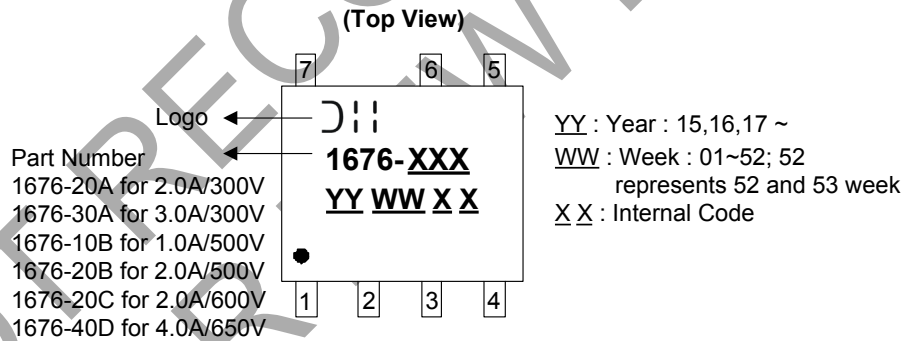 (Top View)
7 6 5
Logo
1676-XXX
YY WW X X
Part Number
1676-20A for 2.0A/300V
1676-30A for 3.0A/300V
1676-10B for 1.0A/500V
1676-20B for 2.0A/500V
1676-20C for 2.0A/600V
1676-40D for 4.0A/650V
1 2 3 4
YY : Year : 15,16,17 ~
WW : Week : 01~52; 52
represents 52 and 53 week
X X : Internal Code